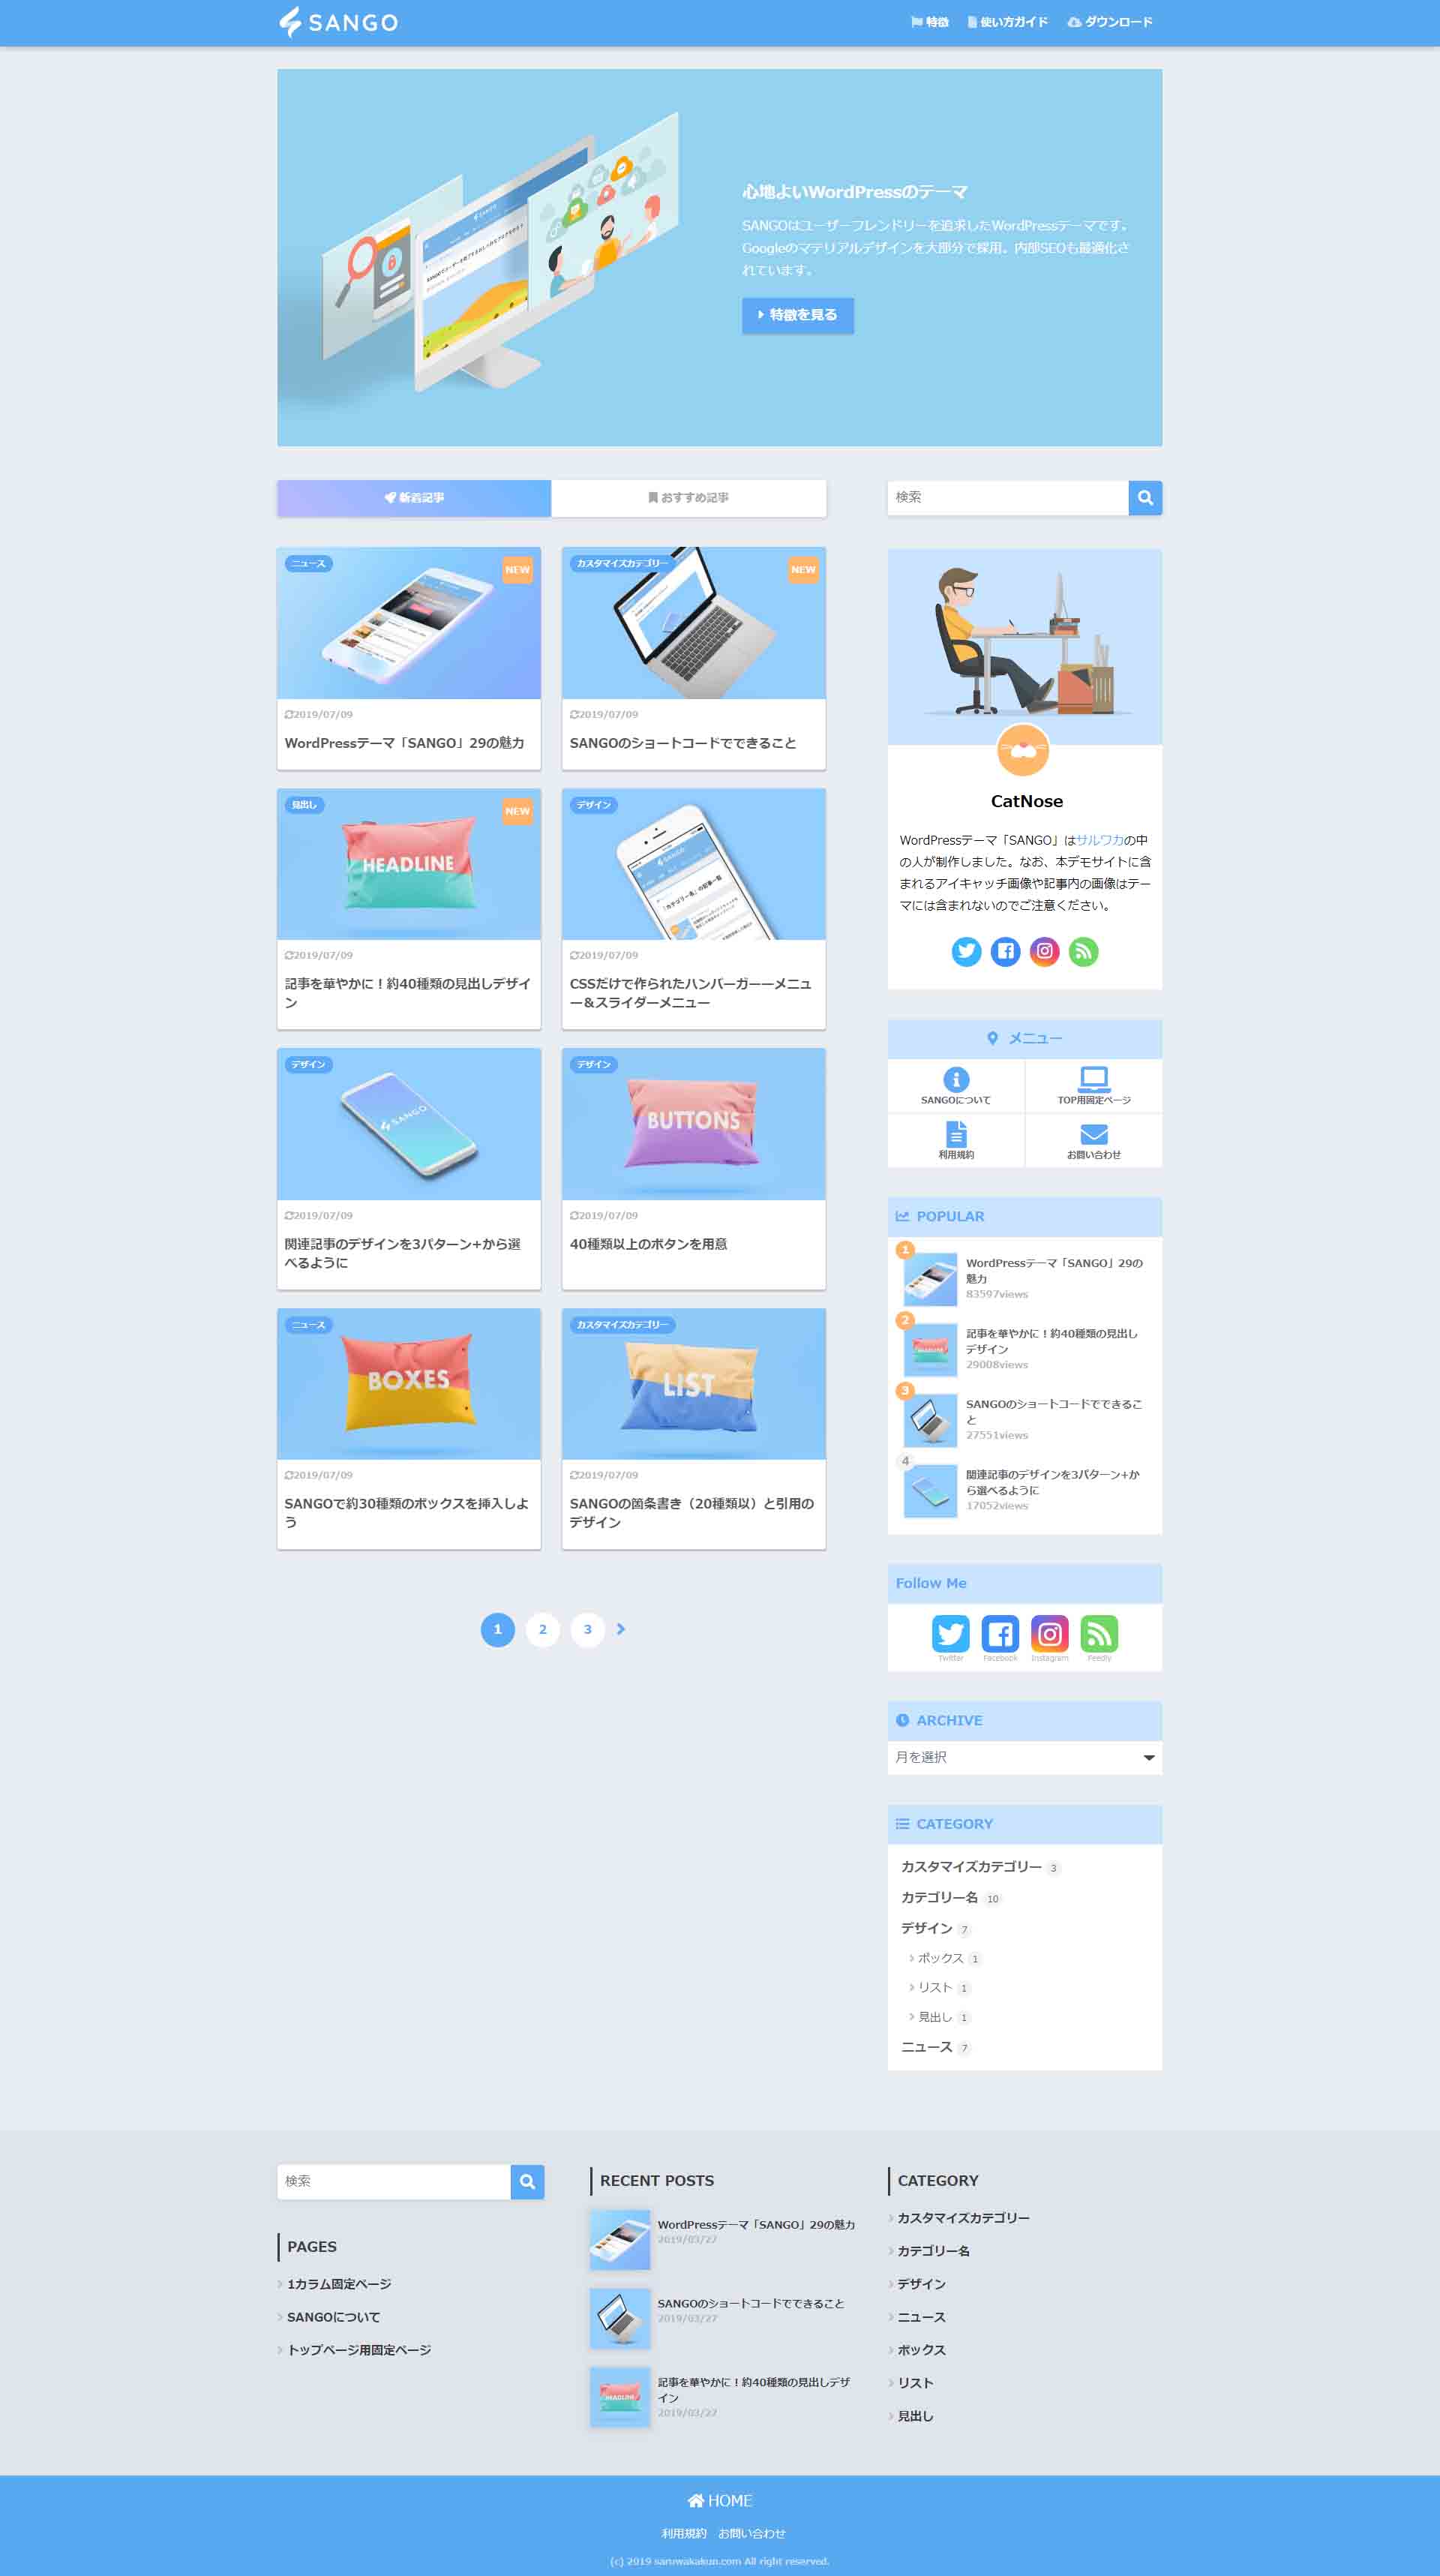 SANGO
特徴
使い方ガイド
ダウンロード
心地よいWordPressのテーマ
SANGOはユーザーフレンドリーを追求したWordPressテーマです。
Googleのマテリアルデザインを大部分で採用。内部SEOも最適化さ
れています。
特徴を見る
新着記事
おすすめ記事
検索
ニュース
NEW
2019/07/09
WordPressテーマ「SANGO」29の魅力
カスタマイズカテゴリー
NEW
2019/07/09
SANGOのショートコードでできること
見出し
NEW
HEADLINE
2019/07/09
記事を華やかに！約40種類の見出しデザイ
ン
デザイン
SANGO
「カテゴリー名」の記事一覧
2019/07/09
CSSだけで作られたハンバーガーーメニュ
ー＆スライダーメニュー
デザイン
SANGO
2019/07/09
関連記事のデザインを3パターン+から選
べるように
デザイン
BUTTONS
2019/07/09
40種類以上のボタンを用意
ニュース
BOXES
2019/07/09
SANGOで約30種類のボックスを挿入しよ
う
カスタマイズカテゴリー
LIST
2019/07/09
SANGOの箇条書き（20種類以）と引用の
デザイン
1
2
3
CatNose
WordPressテーマ「SANGO」はサルワカの中
の人が制作しました。なお、本デモサイトに含
まれるアイキャッチ画像や記事内の画像はテー
マには含まれないのでご注意ください。
メニュー
SANGOについて
TOP用固定ページ
利用規約
お問い合わせ
POPULAR
1
WordPressテーマ「SANGO」29の
魅力
83597views
2
記事を華やかに！約40種類の見出し
デザイン
29008views
3
SANGOのショートコードでできるこ
と
27551views
4
関連記事のデザインを3パターン+か
ら選べるように
17052views
Follow Me
Twitter
Facebook
Instagram
Feedly
ARCHIVE
月を選択
CATEGORY
カスタマイズカテゴリー 3
カテゴリー名 10
デザイン 7
ボックス 1
リスト 1
見出し 1
ニュース 7
検索
PAGES
1カラム固定ページ
SANGOについて
トップページ用固定ページ
RECENT POSTS
WordPressテーマ「SANGO」29の魅力
2019/03/27
SANGOのショートコードでできること
2019/03/27
HEADLINE
記事を華やかに！約40種類の見出しデザ
イン
2019/03/27
CATEGORY
カスタマイズカテゴリー
カテゴリー名
デザイン
ニュース
ボックス
リスト
見出し
HOME
利用規約 お問い合わせ
(c) 2019 saruwakakun.com All right reserved.